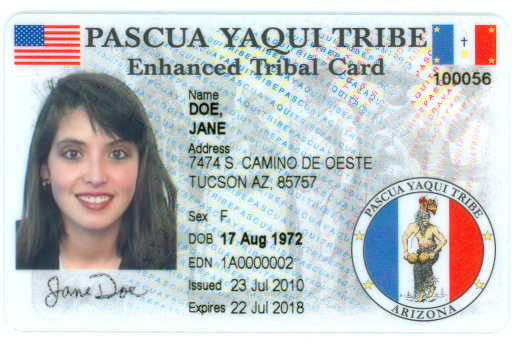 PASCUA YAQUI TRIBE
Enhanced Tribal Card
100056
Name
DOE,
JANE
Address
7474 S. CAMINO DE OESTE
TUCSON AZ, 85757
Sex F
DOB 17 Aug 1972
EDN 1A0000002
Issued 23 Jul 2010
Expires 22 Jul 2018
Jane Doe
PASCUA YAQUI TRIBE
ARIZONA